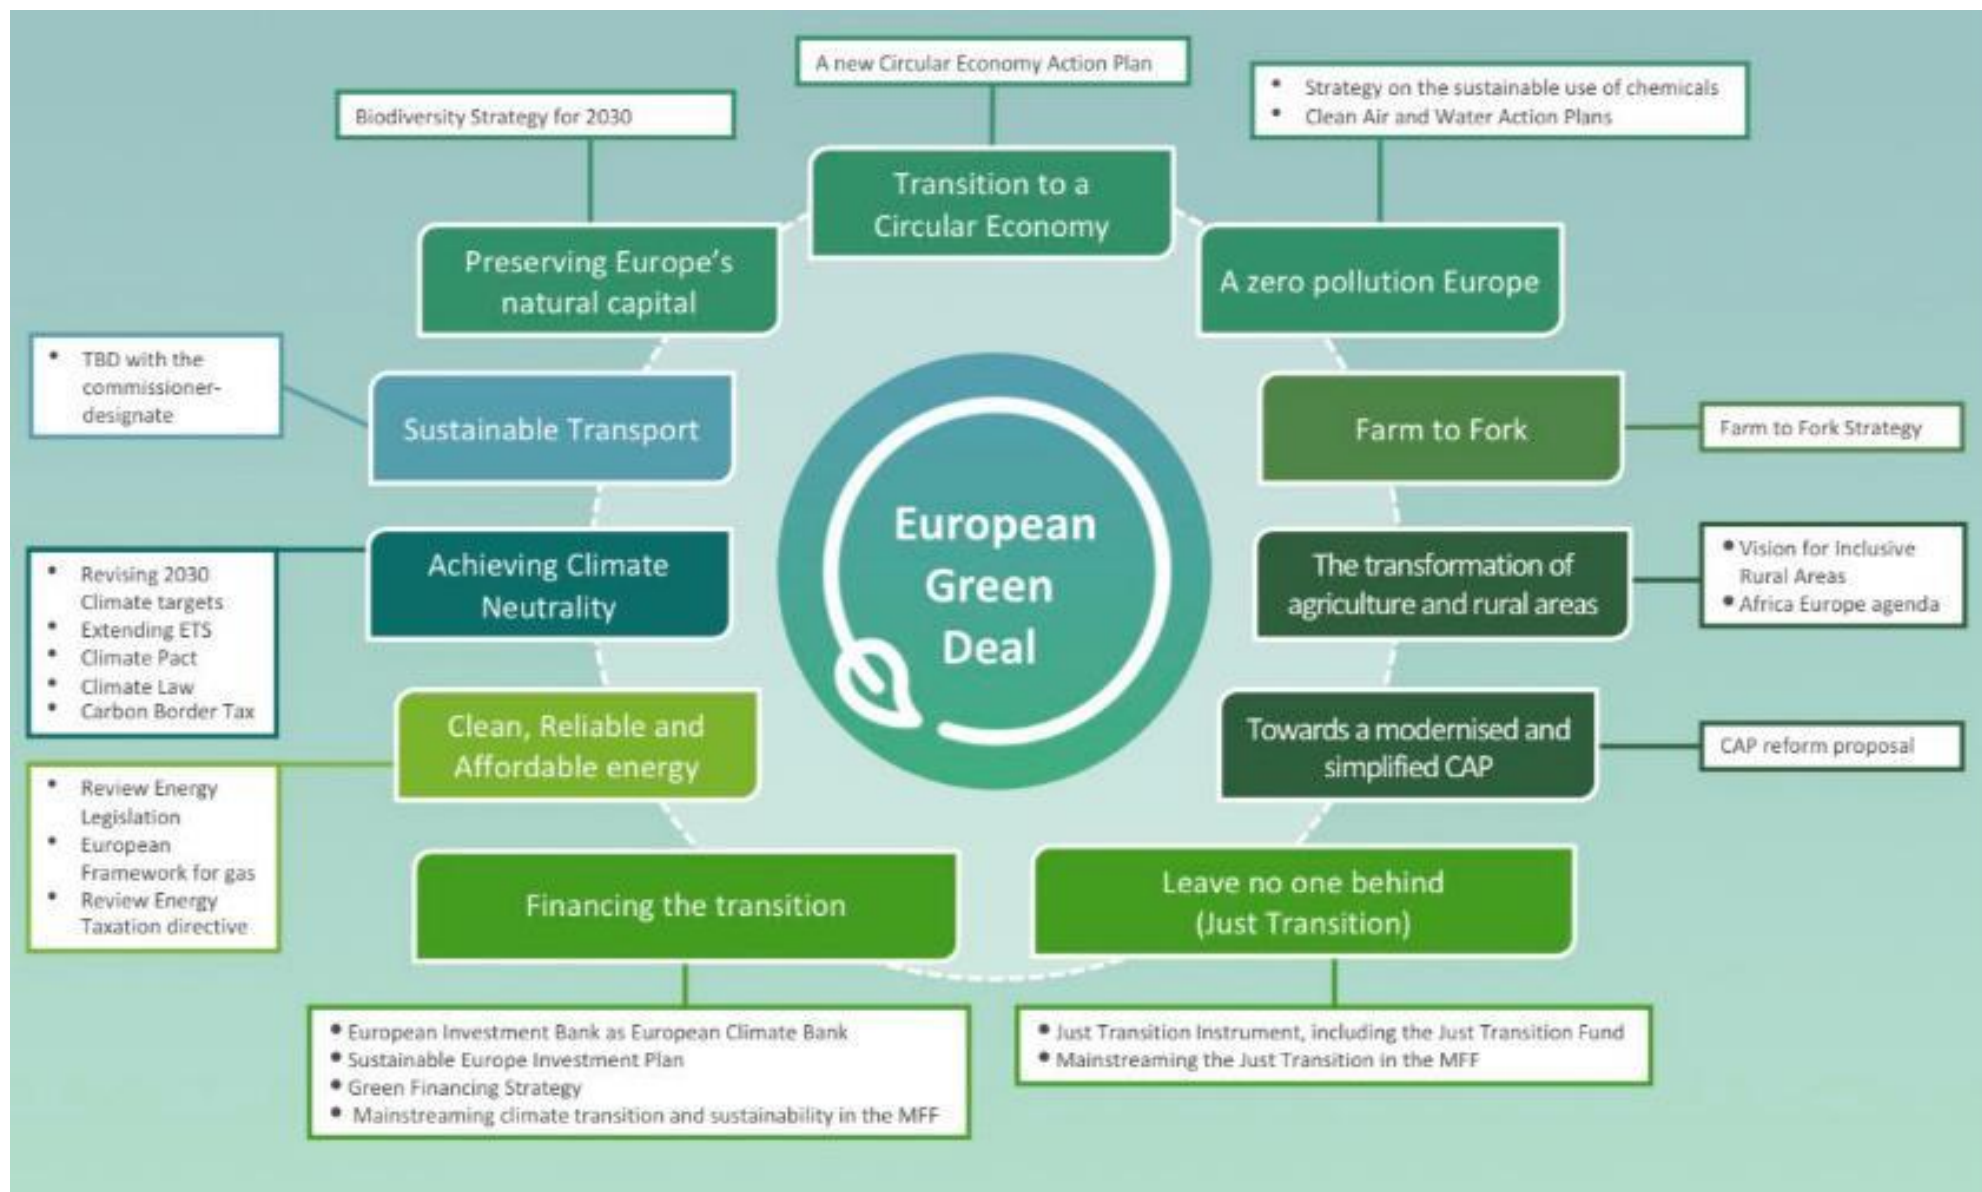 A new Circular Economy Action Plan
Biodiversity Strategy for 2030
• Strategy on the sustainable use of chemicals
• Clean Air and Water Action Plans
Transition to a
Circular Economy
Preserving Europe's
natural capital
A zero pollution Europe
• TBD with the
commissioner-
designate
Sustainable Transport
Farm to Fork
Farm to Fork Strategy
European
Green
Deal
Achieving Climate
Neutrality
• Revising 2030
Climate targets
• Extending ETS
• Climate Pact
• Climate Law
• Carbon Border Tax
The transformation of
agriculture and rural areas
• Vision for Inclusive
Rural Areas
• Africa Europe agenda
Clean, Reliable and
Affordable energy
• Review Energy
Legislation
• European
Framework for gas
• Review Energy
Taxation directive
Towards a modernised and
simplified CAP
CAP reform proposal
Financing the transition
• European Investment Bank as European Climate Bank
• Sustainable Europe Investment Plan
• Green Financing Strategy
• Mainstreaming climate transition and sustainability in the MFF
Leave no one behind
(Just Transition)
• Just Transition Instrument, including the Just Transition Fund
• Mainstreaming the Just Transition in the MFF